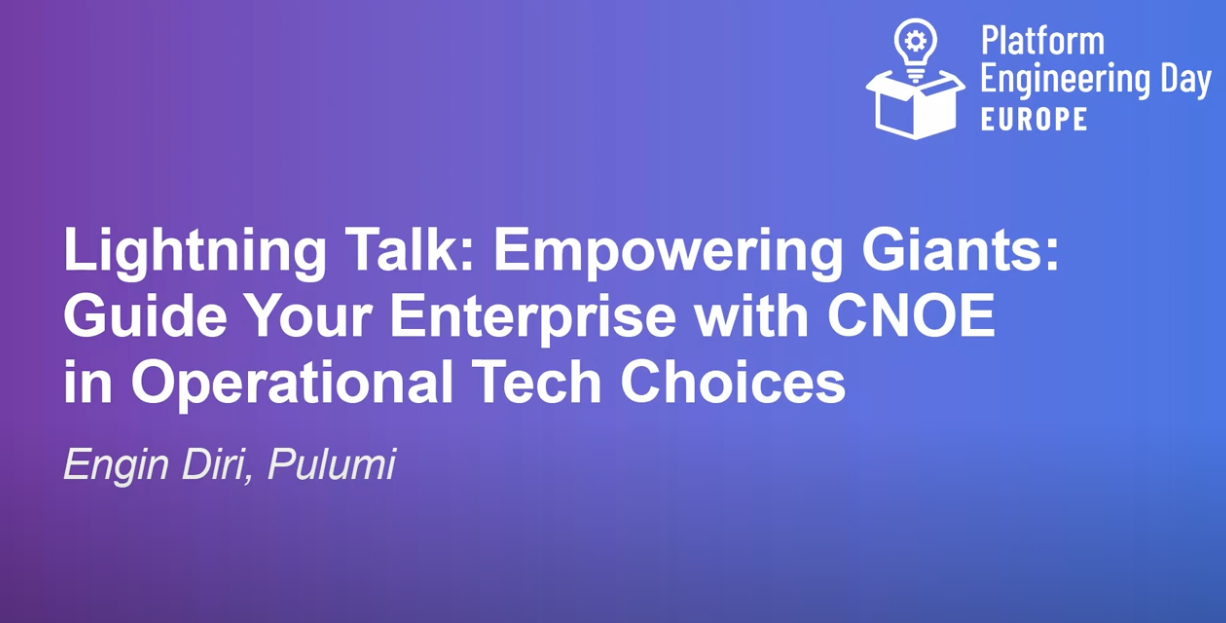 Platform
Engineering Day
EUROPE
Lightning Talk: Empowering Giants:
Guide Your Enterprise with CNOE
in Operational Tech Choices
Engin Diri, Pulumi